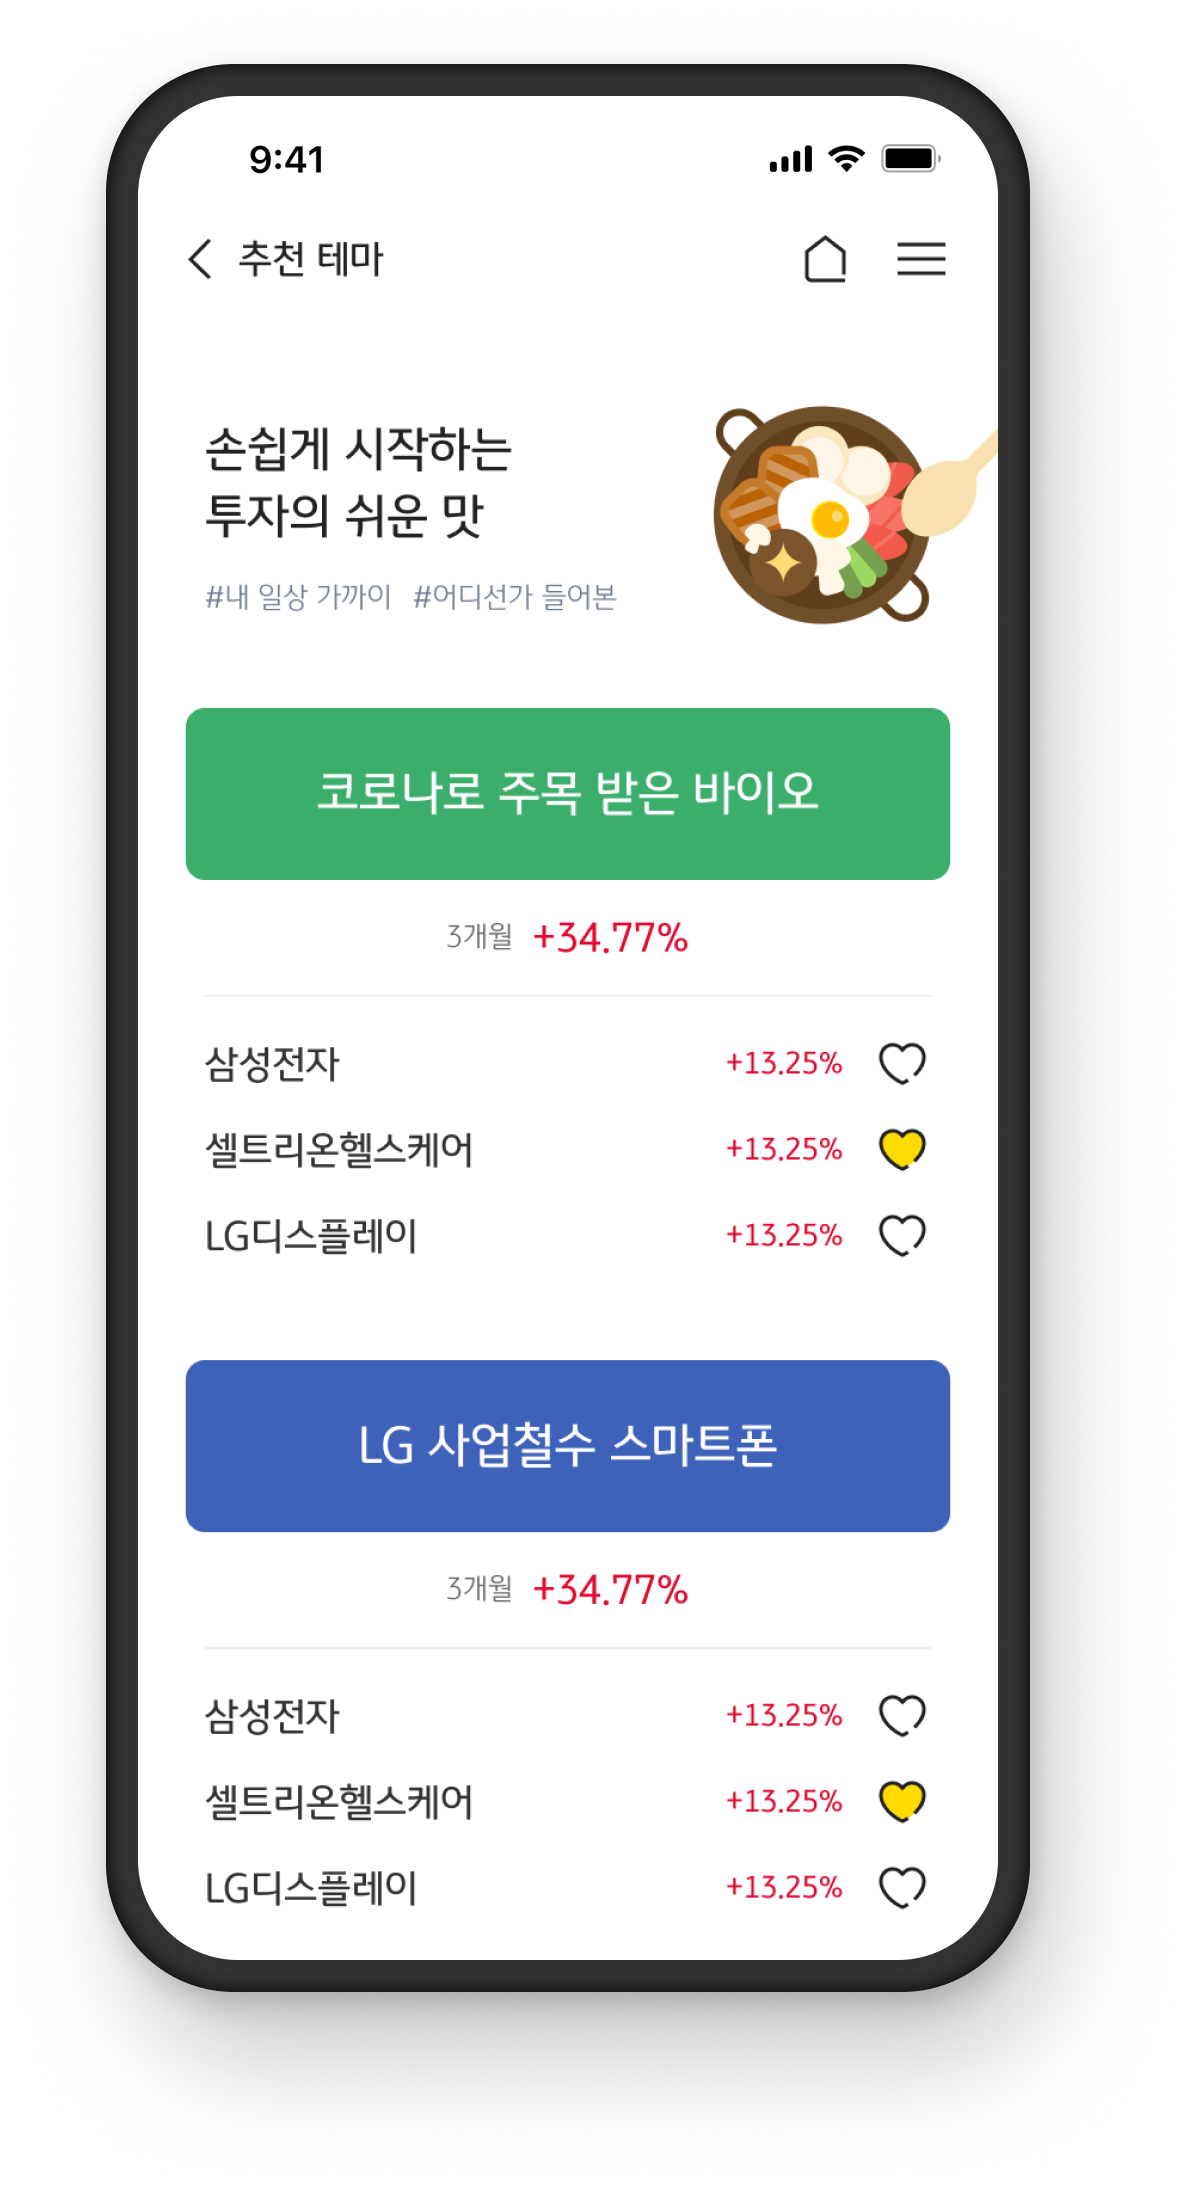 9:41
추천 테마
손쉽게 시작하는
투자의 쉬운 맛
#내 일상 가까이 #어디선가 들어본
코로나로 주목 받은 바이오
3개월 +34.77%
삼성전자 +13.25%
셀트리온헬스케어 +13.25%
LG디스플레이 +13.25%
LG 사업철수 스마트폰
3개월 +34.77%
삼성전자 +13.25%
셀트리온헬스케어 +13.25%
LG디스플레이 +13.25%